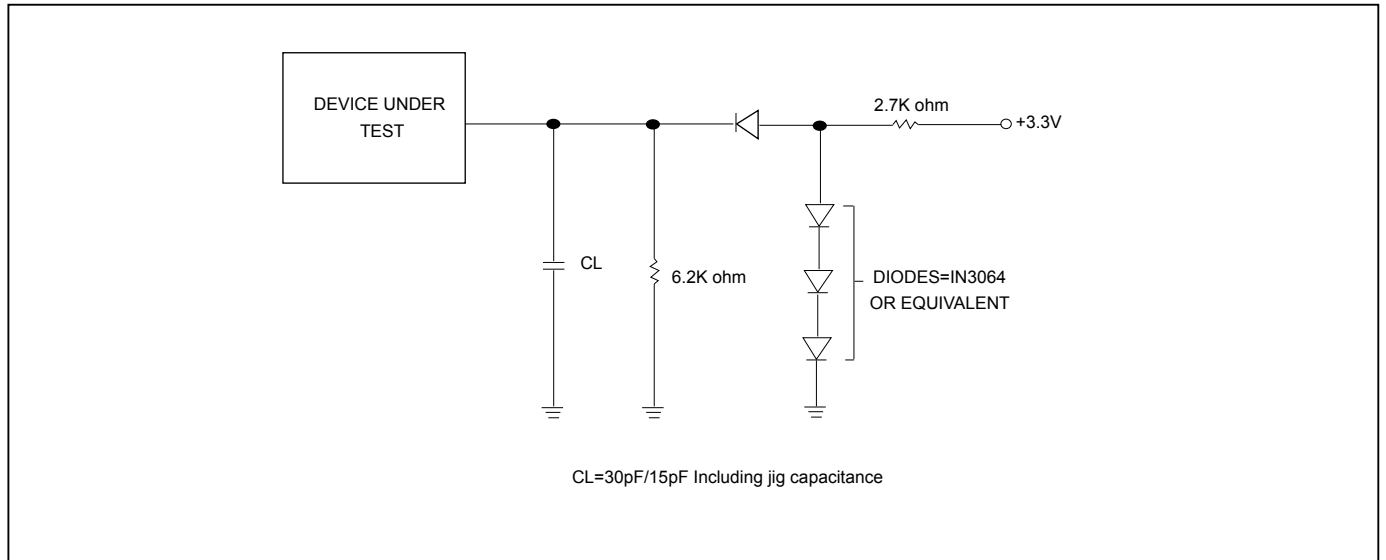 DEVICE UNDER
TEST
2.7K ohm
+3.3V
CL
6.2K ohm
DIODES=IN3064
OR EQUIVALENT
CL=30pF/15pF Including jig capacitance